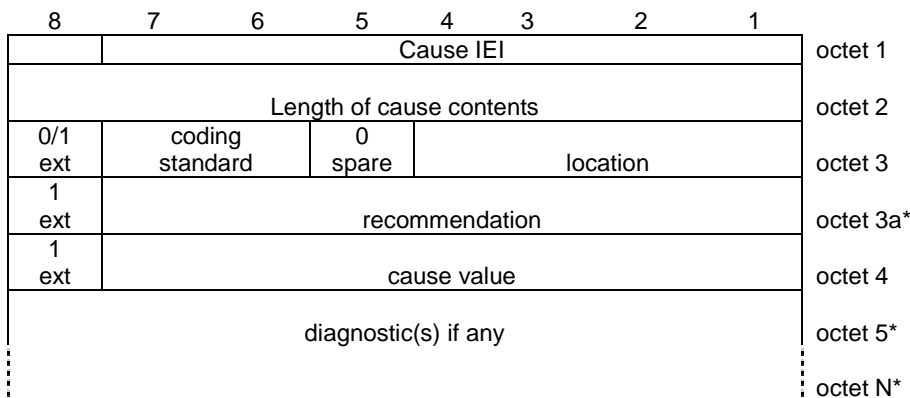 8 7 6 5 4 3 2 1
Cause IEI octet 1
Length of cause contents octet 2
0/1 coding 0
ext standard spare location octet 3
1
ext recommendation octet 3a*
1
ext cause value octet 4
diagnostic(s) if any octet 5*
octet N*